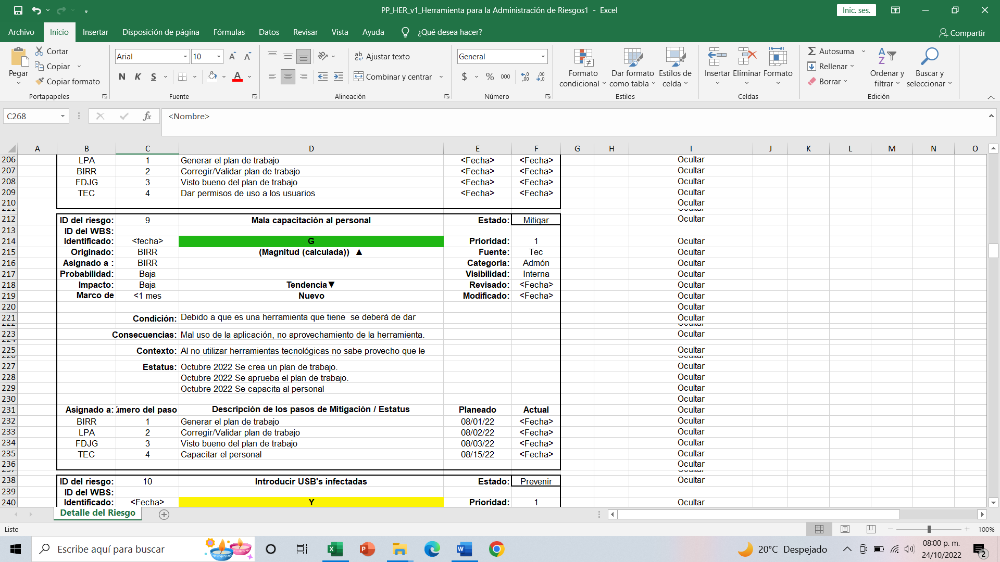 PP_HER_v1_Herramienta para la Administración de Riesgos1 - Excel
Inic. ses.
Archivo Inicio Insertar Disposición de página Fórmulas Datos Revisar Vista Ayuda ¿Qué desea hacer? Compartir
Pegar Cortar Copiar Copiar formato
Arial 10 N K S A
Ajustar texto
Combinar y centrar
General
$ % 000
Formato condicional Dar formato como tabla Estilos de celda
Insertar Eliminar Formato
Autosuma Rellenar Borrar
Ordenar y filtrar Buscar y seleccionar
Portapapeles Fuente Alineación Número Estilos Celdas Edición
C268 fx <Nombre>
A B C D E F G H I J K L M N O
206 LPA 1 Generar el plan de trabajo <Fecha> <Fecha> Ocultar
207 BIRR 2 Corregir/Validar plan de trabajo <Fecha> <Fecha> Ocultar
208 FDJG 3 Visto bueno del plan de trabajo <Fecha> <Fecha> Ocultar
209 TEC 4 Dar permisos de uso a los usuarios <Fecha> <Fecha> Ocultar
210 Ocultar
212 ID del riesgo: 9 Mala capacitación al personal Estado: Mitigar Ocultar
213 ID del WBS:
214 Identificado: <fecha> G Prioridad: 1 Ocultar
215 Originado: BIRR (Magnitud (calculada)) ▲ Fuente: Tec Ocultar
216 Asignado a : BIRR Categoria: Admón Ocultar
217 Probabilidad: Baja Visibilidad: Interna Ocultar
218 Impacto: Baja Tendencia▼ Revisado: <Fecha> Ocultar
219 Marco de <1 mes Nuevo Modificado: <Fecha> Ocultar
220 Ocultar
221 Condición: Debido a que es una herramienta que tiene  se deberá de dar Ocultar
223 Consecuencias: Mal uso de la aplicación, no aprovechamiento de la herramienta. Ocultar
225 Contexto: Al no utilizar herramientas tecnológicas no sabe provecho que le Ocultar
227 Estatus: Octubre 2022 Se crea un plan de trabajo. Ocultar
228 Octubre 2022 Se aprueba el plan de trabajo. Ocultar
229 Octubre 2022 Se capacita al personal Ocultar
230 Ocultar
231 Asignado a: úmero del paso Descripción de los pasos de Mitigación / Estatus Planeado Actual Ocultar
232 BIRR 1 Generar el plan de trabajo 08/01/22 <Fecha> Ocultar
233 LPA 2 Corregir/Validar plan de trabajo 08/02/22 <Fecha> Ocultar
234 FDJG 3 Visto bueno del plan de trabajo 08/03/22 <Fecha> Ocultar
235 TEC 4 Capacitar el personal 08/15/22 <Fecha> Ocultar
236 Ocultar
238 ID del riesgo: 10 Introducir USB's infectadas Estado: Prevenir Ocultar
239 ID del WBS:
240 Identificado: <Fecha> Y Prioridad: 1 Ocultar
Detalle del Riesgo
Listo 100%
Escribe aquí para buscar
20°C Despejado
08:00 p. m.
24/10/2022
2